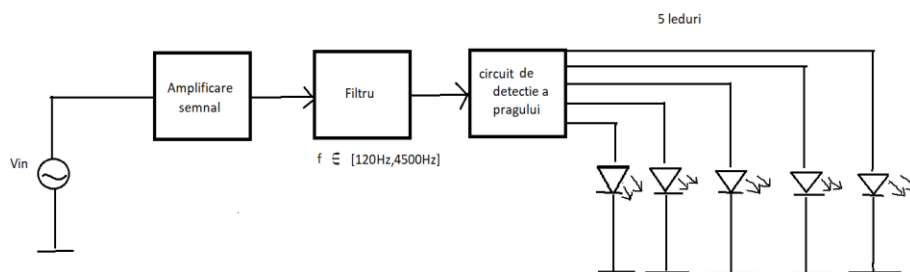 5 leduri
Amplificare
semnal
Filtru
circuit de
detectie a
pragului
Vin
f ∈ [120Hz,4500Hz]